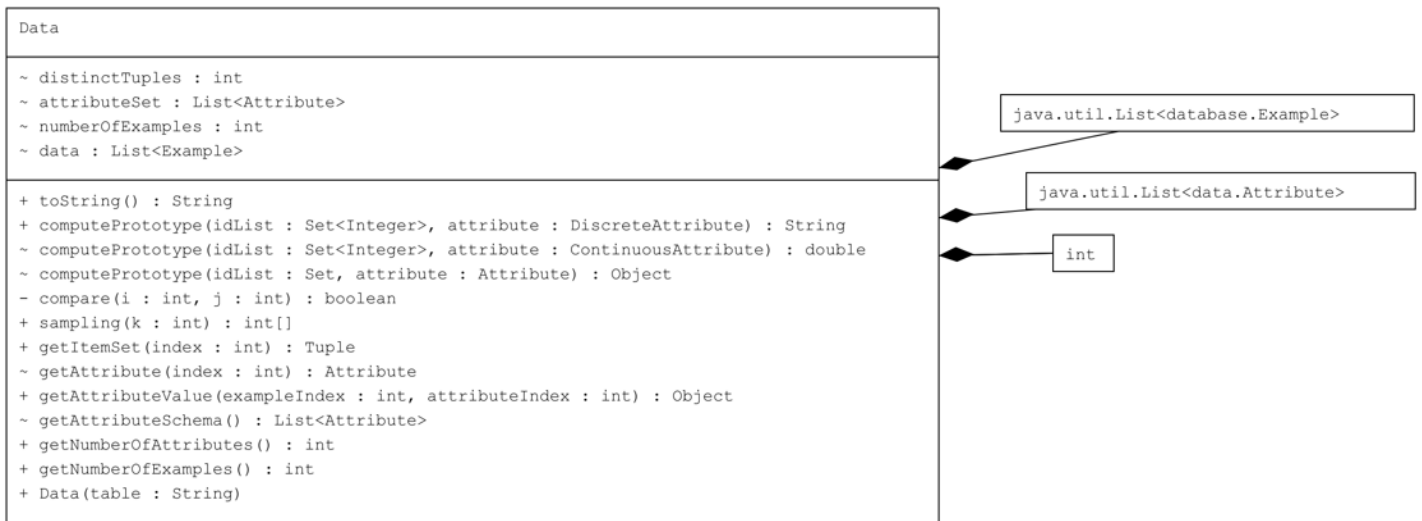 Data
~ distinctTuples : int
~ attributeSet : List<Attribute>
~ numberOfExamples : int
~ data : List<Example>
+ toString() : String
+ computePrototype(idList : Set<Integer>, attribute : DiscreteAttribute) : String
~ computePrototype(idList : Set<Integer>, attribute : ContinuousAttribute) : double
~ computePrototype(idList : Set, attribute : Attribute) : Object
- compare(i : int, j : int) : boolean
+ sampling(k : int) : int[]
+ getItemSet(index : int) : Tuple
~ getAttribute(index : int) : Attribute
+ getAttributeValue(exampleIndex : int, attributeIndex : int) : Object
~ getAttributeSchema() : List<Attribute>
+ getNumberOfAttributes() : int
+ getNumberOfExamples() : int
+ Data(table : String)
java.util.List<database.Example>
java.util.List<data.Attribute>
int